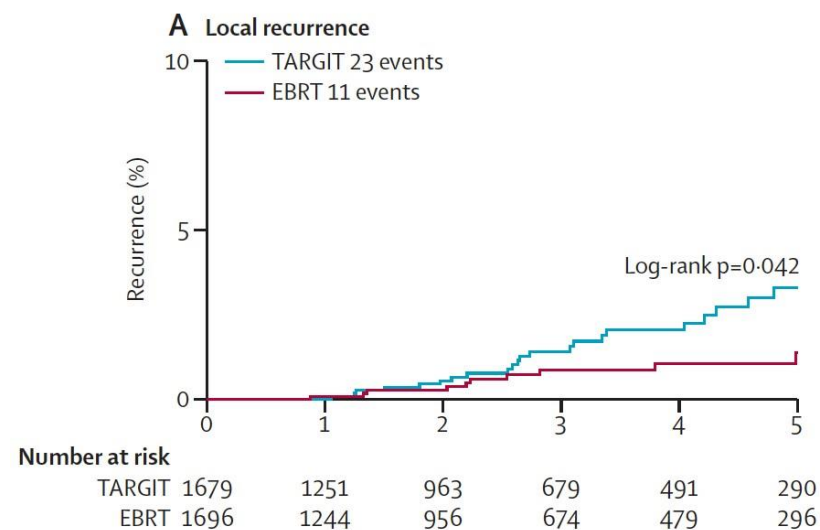 A Local recurrence
TARGIT 23 events
EBRT 11 events
10
5
0
Recurrence (%)
Log-rank p=0·042
0 1 2 3 4 5
Number at risk
TARGIT 1679 1251 963 679 491 290
EBRT 1696 1244 956 674 479 296